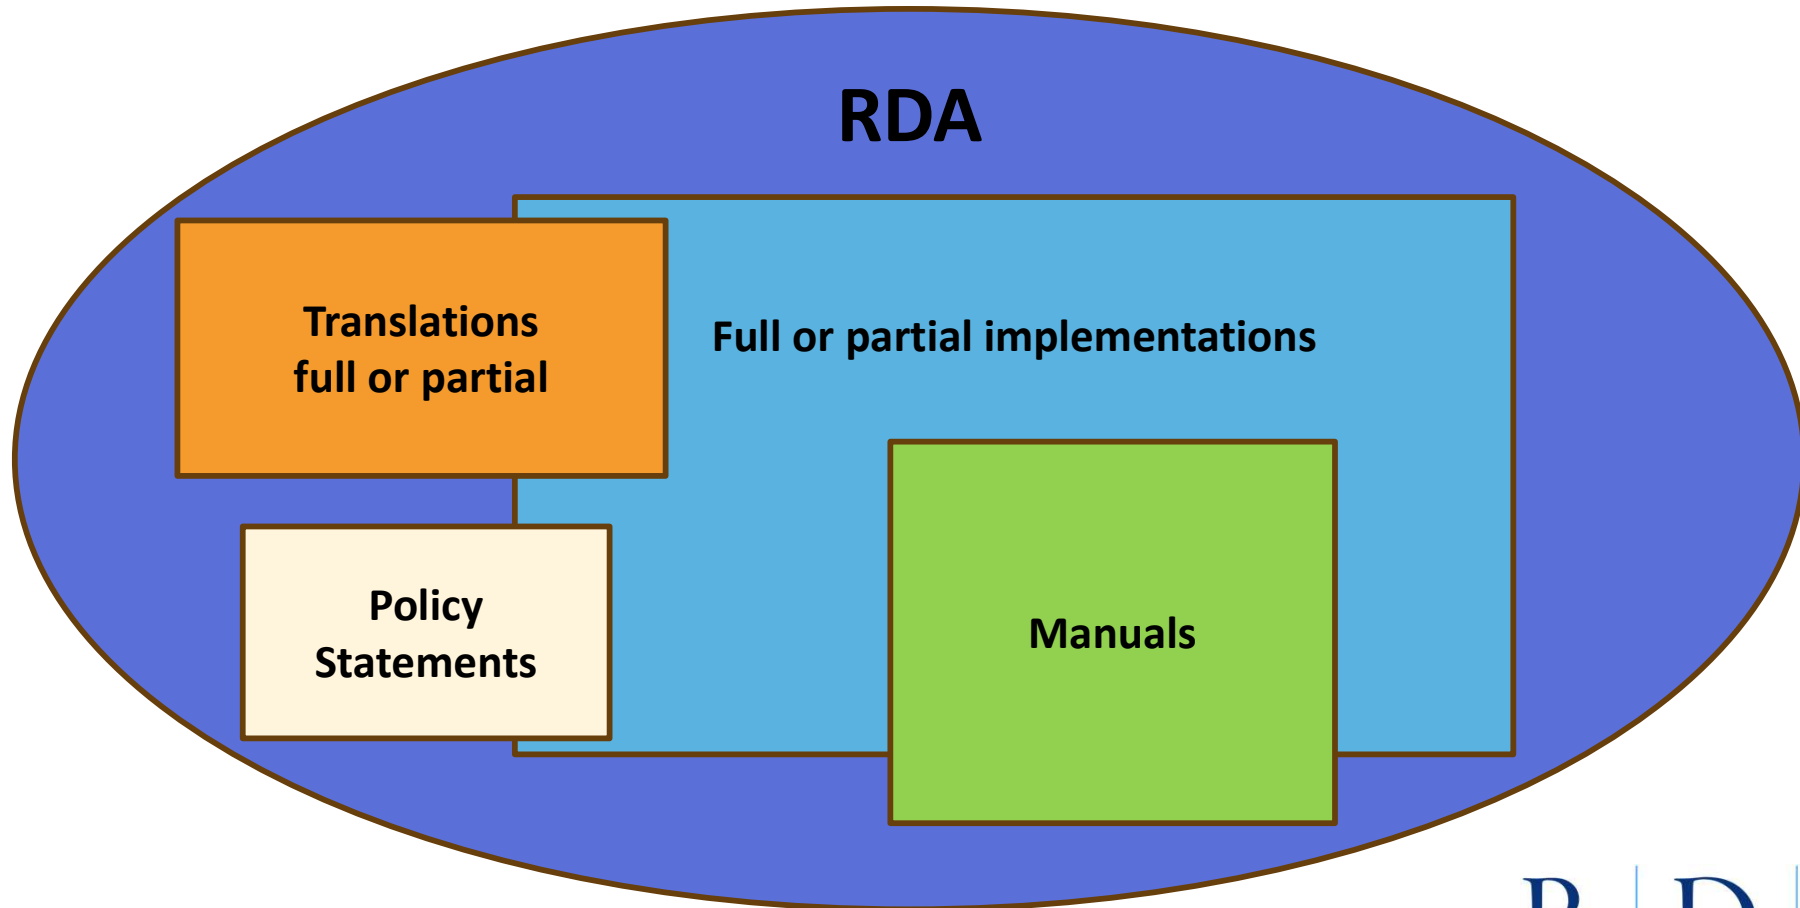 RDA
Translations
full or partial
Full or partial implementations
Policy
Statements
Manuals
R D